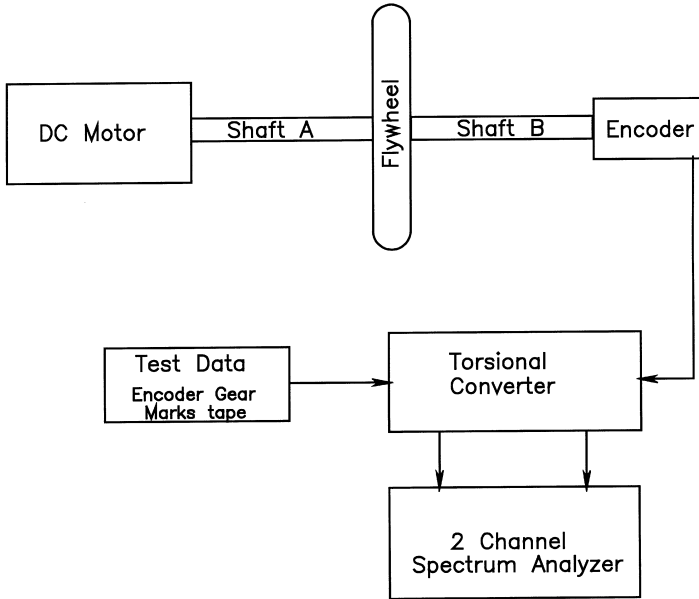 Flywheel
DC Motor
Shaft A
Shaft B
Encoder
Test Data
Encoder Gear
Marks tape
Torsional
Converter
2 Channel
Spectrum Analyzer